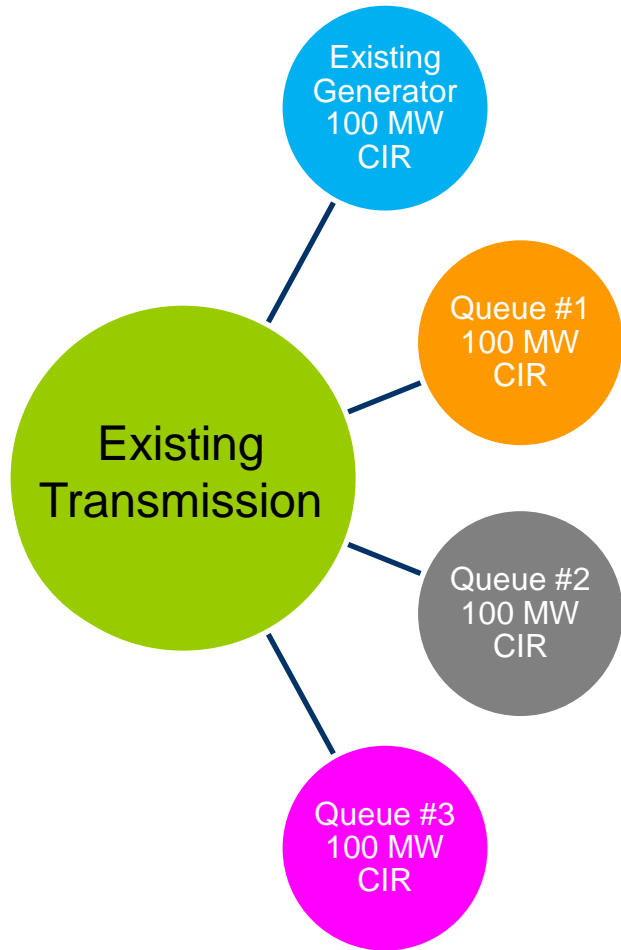 Existing
Generator
100 MW
CIR
Queue #1
100 MW
CIR
Existing
Transmission
Queue #2
100 MW
CIR
Queue #3
100 MW
CIR